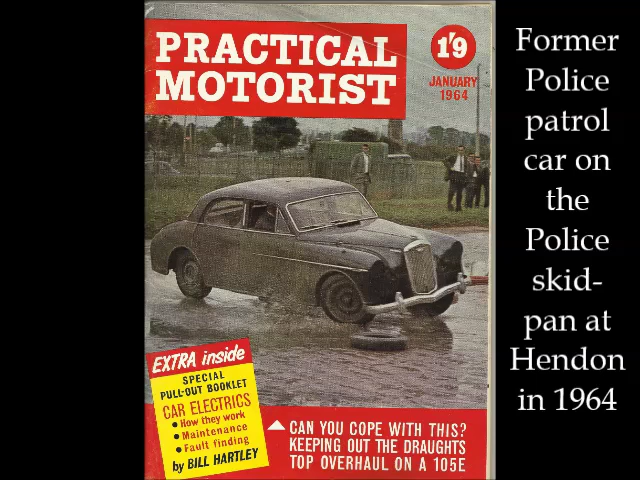 PRACTICAL
MOTORIST
1'9
JANUARY
1964
EXTRA inside
SPECIAL
PULL-OUT BOOKLET
CAR ELECTRICS
• How they work
• Maintenance
• Fault finding
by BILL HARTLEY
CAN YOU COPE WITH THIS?
KEEPING OUT THE DRAUGHTS
TOP OVERHAUL ON A 105E
Former
Police
patrol
car on
the
Police
skid-
pan at
Hendon
in 1964